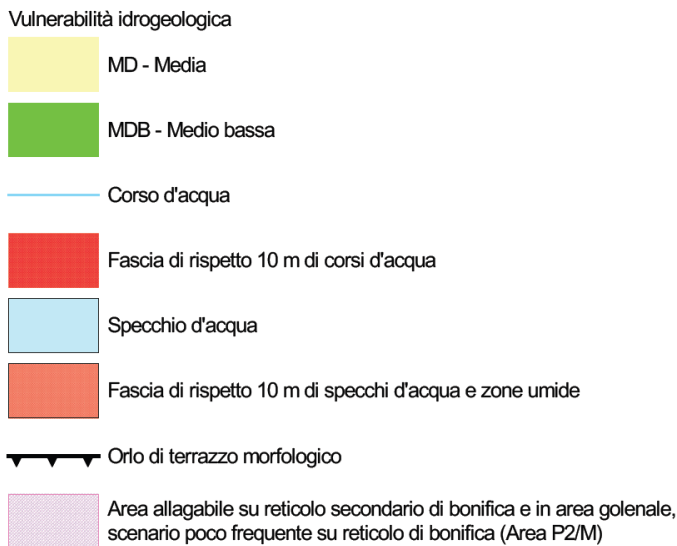 Vulnerabilità idrogeologica
MD - Media
MDB - Medio bassa
Corso d'acqua
Fascia di rispetto 10 m di corsi d'acqua
Specchio d'acqua
Fascia di rispetto 10 m di specchi d'acqua e zone umide
Orlo di terrazzo morfologico
Area allagabile su reticolo secondario di bonifica e in area golenale,
scenario poco frequente su reticolo di bonifica (Area P2/M)